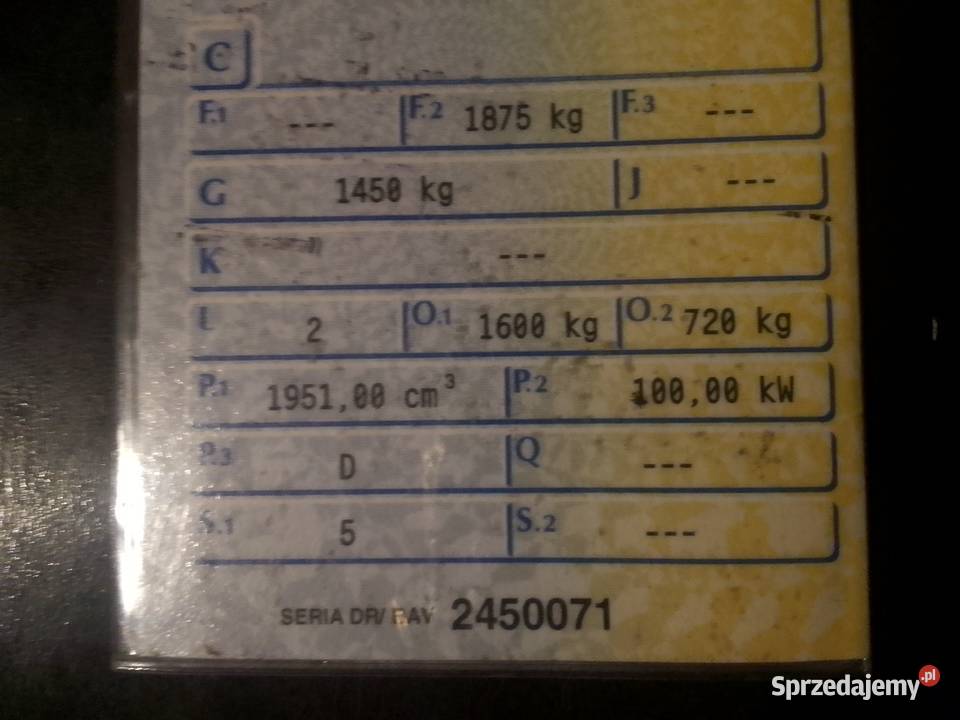 C
F.1 --- F.2 1875 kg F.3 ---
G 1450 kg J ---
K ---
L 2 O.1 1600 kg O.2 720 kg
P.1 1951,00 cm³ P.2 100,00 kW
P.3 D Q ---
S.1 5 S.2 ---
SERIA DR/ BAV 2450071
Sprzedajemy.pl